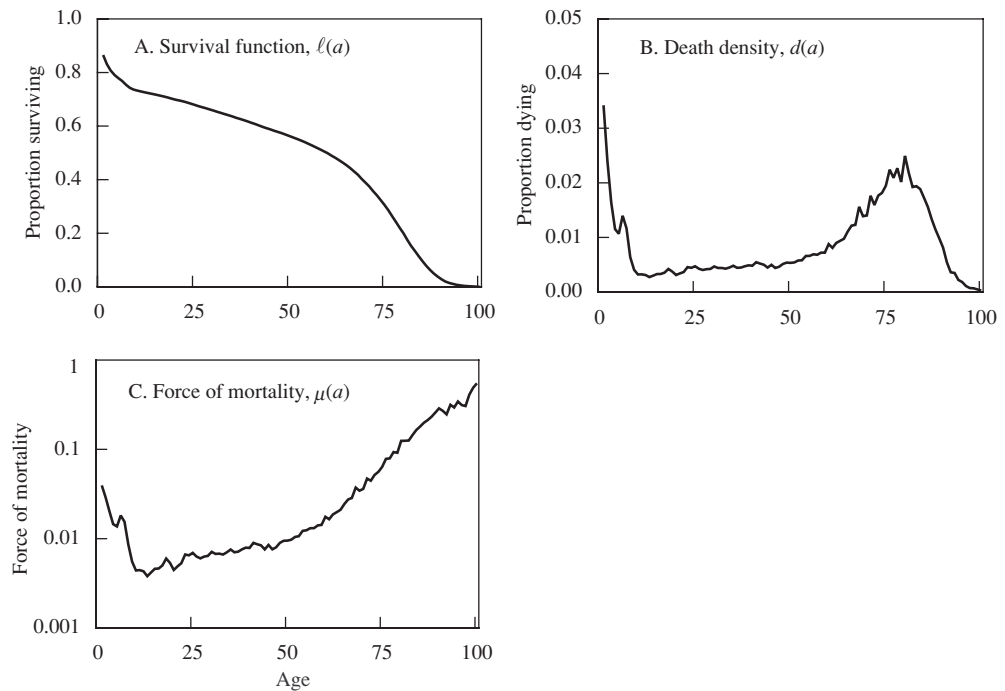 A. Survival function, ℓ(a)
Proportion surviving
1.0
0.8
0.6
0.4
0.2
0.0
0 25 50 75 100
B. Death density, d(a)
Proportion dying
0.05
0.04
0.03
0.02
0.01
0.00
0 25 50 75 100
C. Force of mortality, μ(a)
Force of mortality
1
0.1
0.01
0.001
0 25 50 75 100
Age